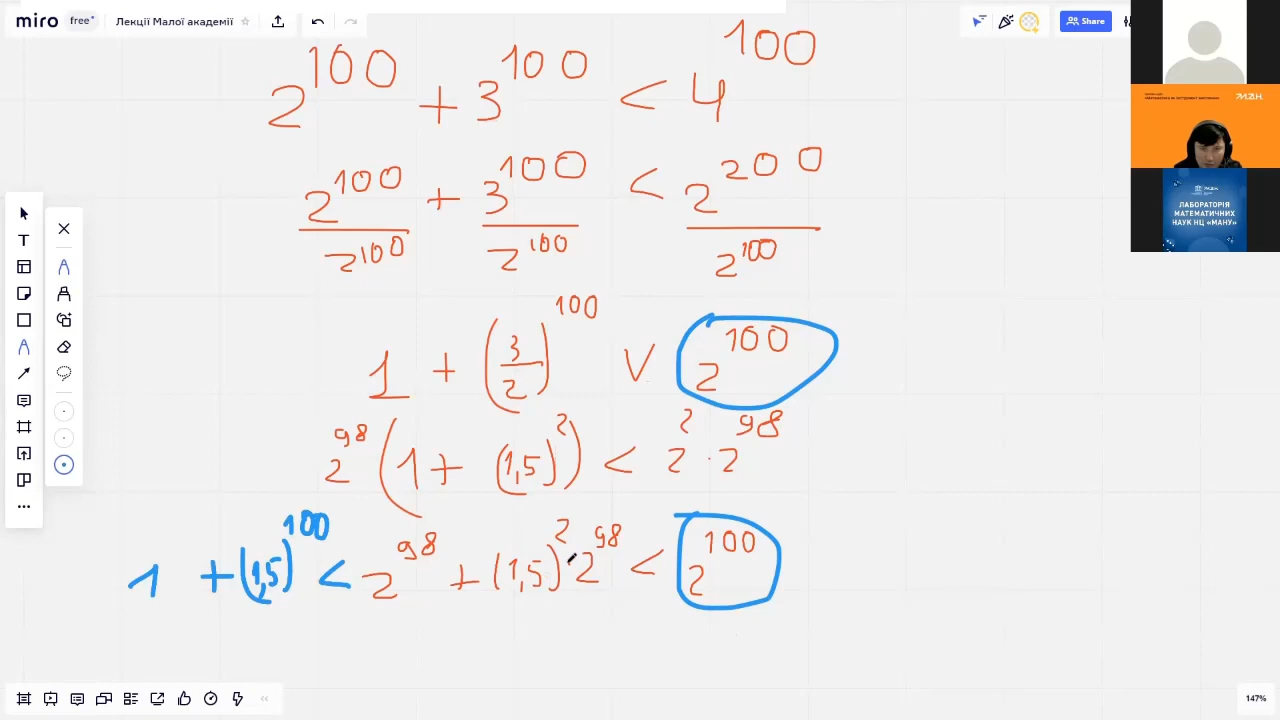 miro free Лекції Малої академії Share
ЛАБОРАТОРІЯ
МАТЕМАТИЧНИХ
НАУК НЦ «МАНУ»
2^100 + 3^100 < 4^100
2^100/2^100 + 3^100/2^100 < 2^200/2^100
1 + (3/2)^100 V 2^100
2^98 (1 + (1,5)^2) < 2^2 · 2^98
1 + (1,5)^100 < 2^98 + (1,5)^2 2^98 < 2^100
147%